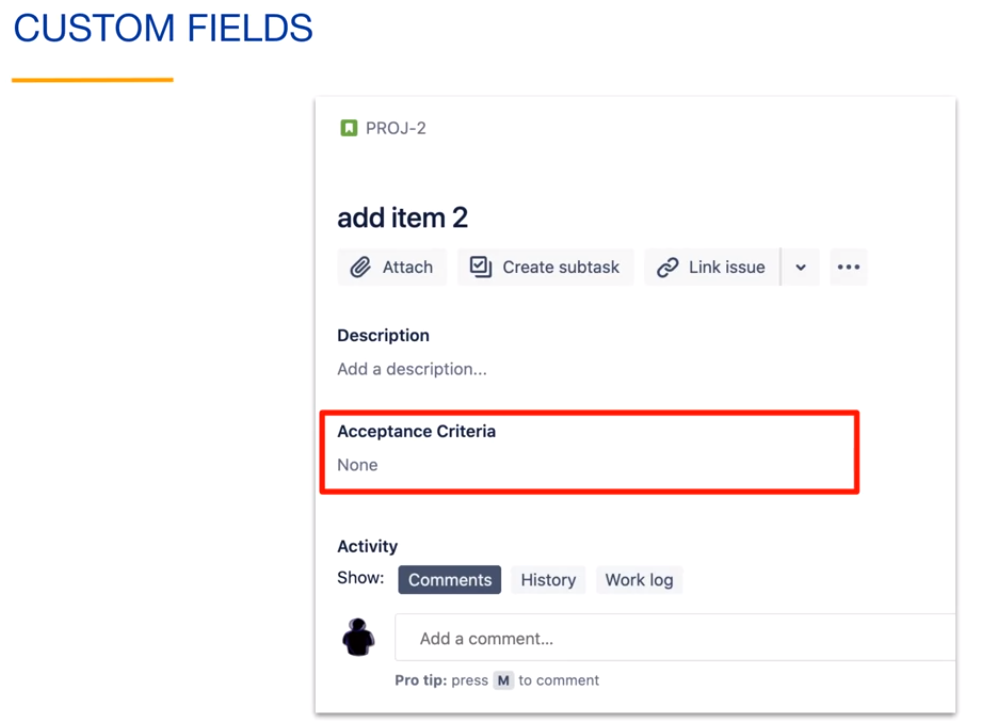 CUSTOM FIELDS
PROJ-2
add item 2
Attach Create subtask Link issue
Description
Add a description...
Acceptance Criteria
None
Activity
Show: Comments History Work log
Add a comment...
Pro tip: press M to comment